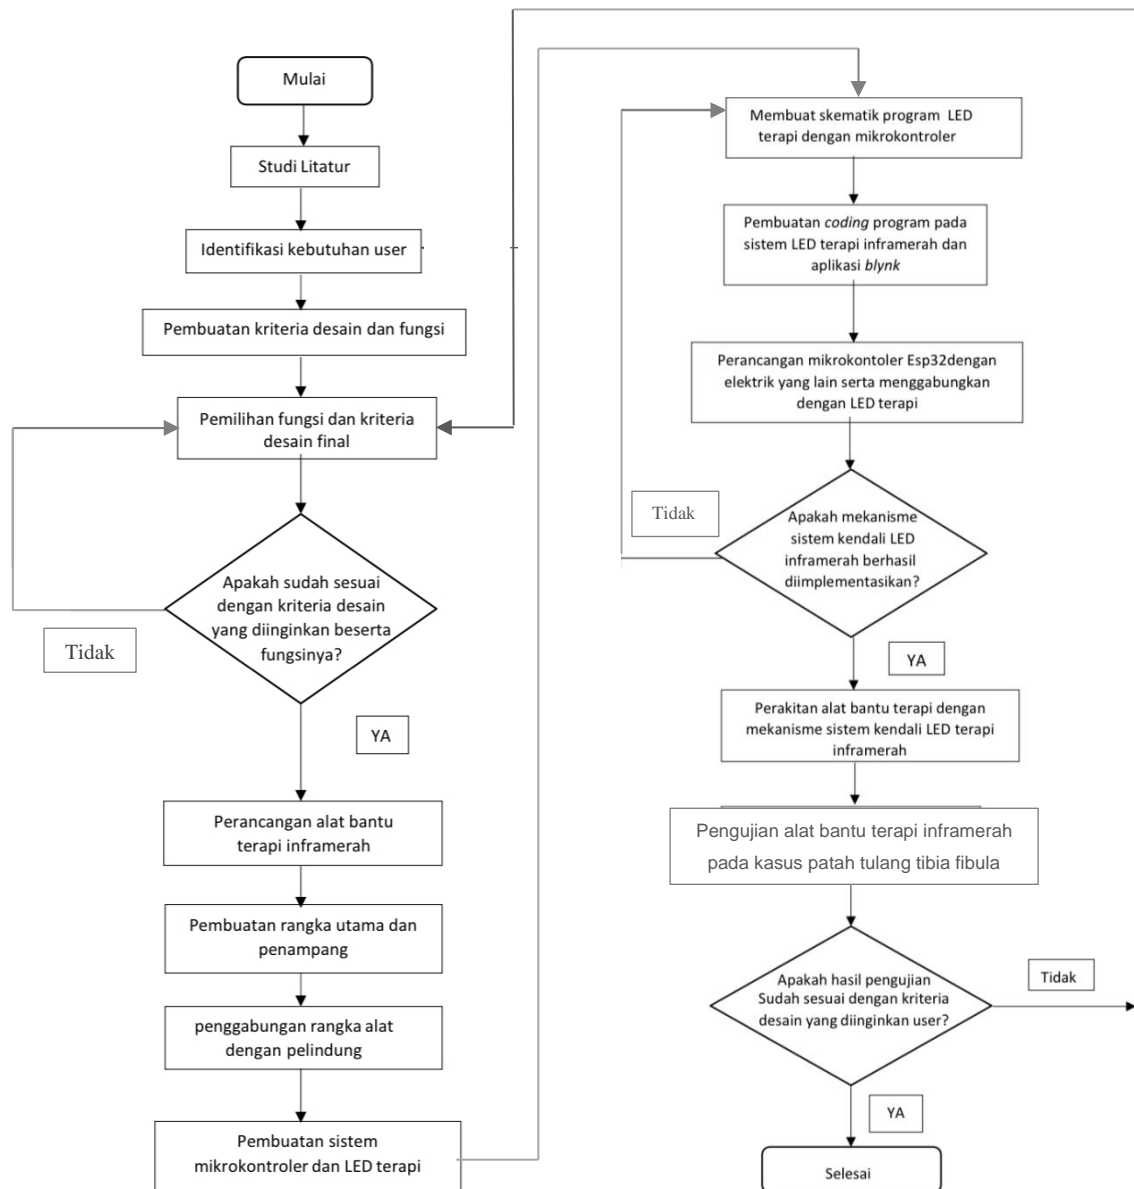 Mulai
Studi Litatur
Identifikasi kebutuhan user
Pembuatan kriteria desain dan fungsi
Pemilihan fungsi dan kriteria
desain final
Apakah sudah sesuai
dengan kriteria desain
yang diinginkan beserta
fungsinya?
Tidak
YA
Perancangan alat bantu
terapi inframerah
Pembuatan rangka utama dan
penampang
penggabungan rangka alat
dengan pelindung
Pembuatan sistem
mikrokontroler dan LED terapi
Membuat skematik program LED
terapi dengan mikrokontroler
Pembuatan coding program pada
sistem LED terapi inframerah dan
aplikasi blynk
Perancangan mikrokontoler Esp32dengan
elektrik yang lain serta menggabungkan
dengan LED terapi
Tidak
Apakah mekanisme
sistem kendali LED
inframerah berhasil
diimplementasikan?
YA
Perakitan alat bantu terapi dengan
mekanisme sistem kendali LED terapi
inframerah
Pengujian alat bantu terapi inframerah
pada kasus patah tulang tibia fibula
Apakah hasil pengujian
Sudah sesuai dengan kriteria
desain yang diinginkan user?
Tidak
YA
Selesai